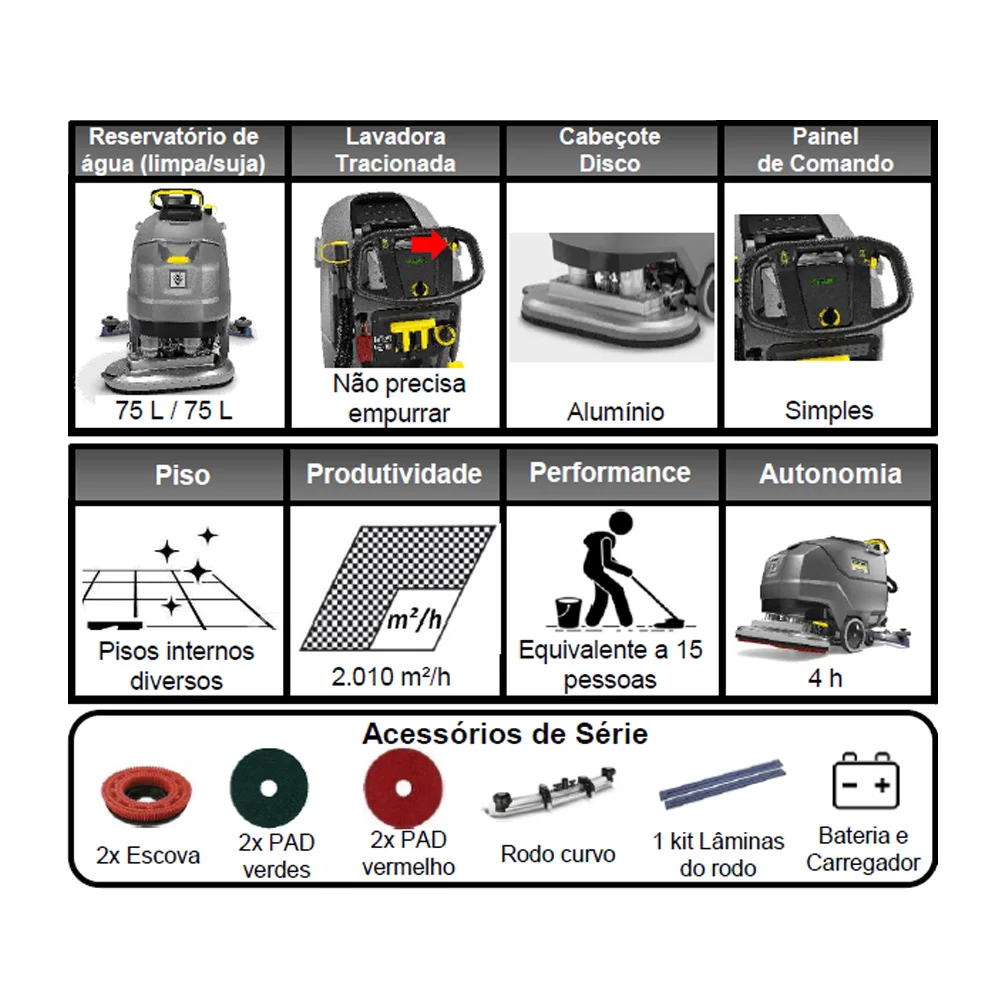 Reservatório de
água (limpa/suja)
Lavadora
Tracionada
Cabeçote
Disco
Painel
de Comando
75 L / 75 L
Não precisa
empurrar
Alumínio
Simples
Piso
Produtividade
Performance
Autonomia
Pisos internos
diversos
m²/h
2.010 m²/h
Equivalente a 15
pessoas
4 h
Acessórios de Série
2x Escova
2x PAD
verdes
2x PAD
vermelho
Rodo curvo
1 kit Lâminas
do rodo
Bateria e
Carregador